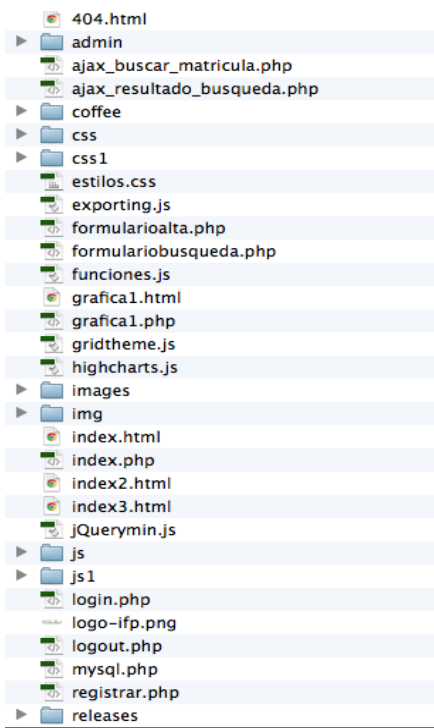 404.html
admin
ajax_buscar_matricula.php
ajax_resultado_busqueda.php
coffee
css
css1
estilos.css
exporting.js
formularioalta.php
formulariobusqueda.php
funciones.js
grafica1.html
grafica1.php
gridtheme.js
highcharts.js
images
img
index.html
index.php
index2.html
index3.html
jQuerymin.js
js
js1
login.php
logo-ifp.png
logout.php
mysql.php
registrar.php
releases